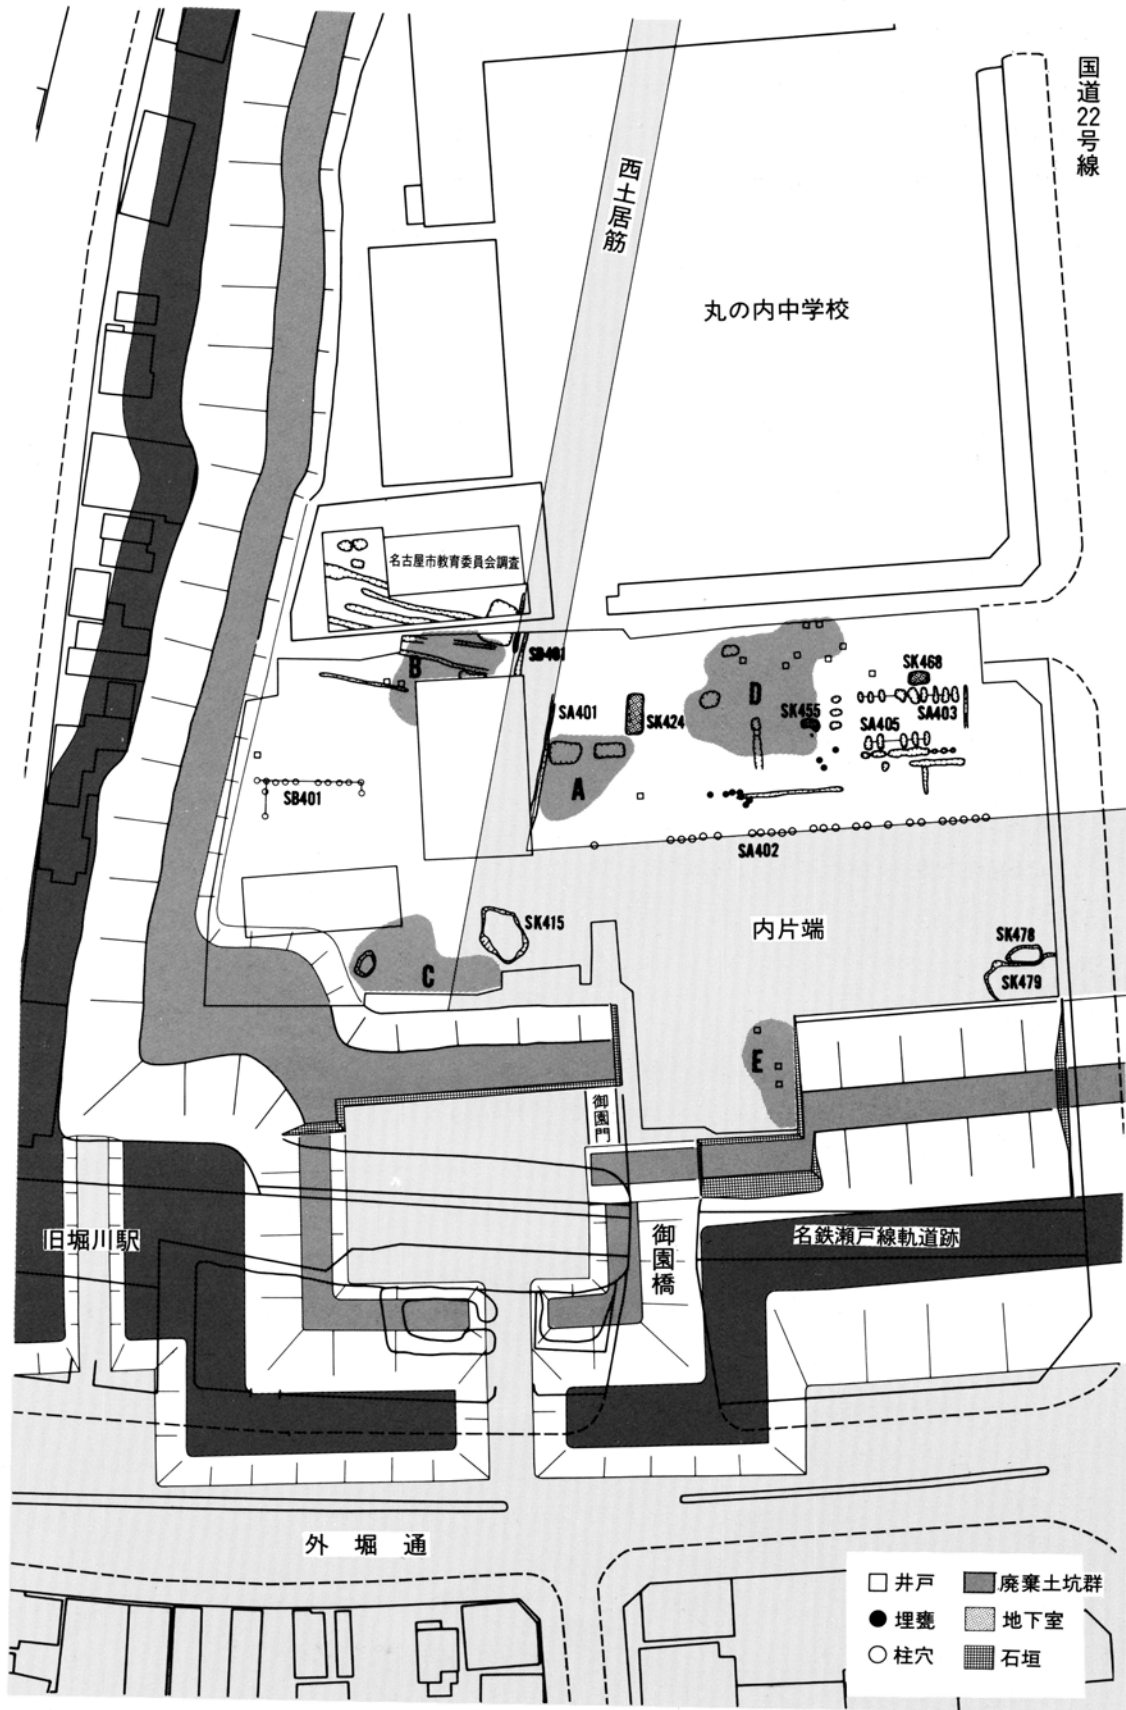 国道22号線
西土居筋
丸の内中学校
名古屋市教育委員会調査
B
D
SK468
SA401
SK424
SK455
SA403
SA405
A
SB401
SA402
SK415
内片端
SK478
SK479
C
E
御園門
旧堀川駅
御園橋
名鉄瀬戸線軌道跡
外堀通
井戸
廃棄土坑群
埋甕
地下室
柱穴
石垣